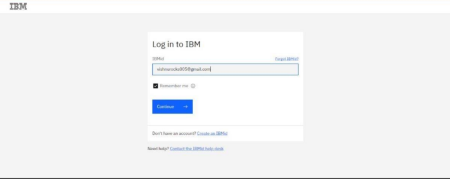 IBM
Log in to IBM
IBMid
Forgot IBMid?
Remember me
Continue →
Don't have an account? Create an IBMid
Need help? Contact the IBMid help desk